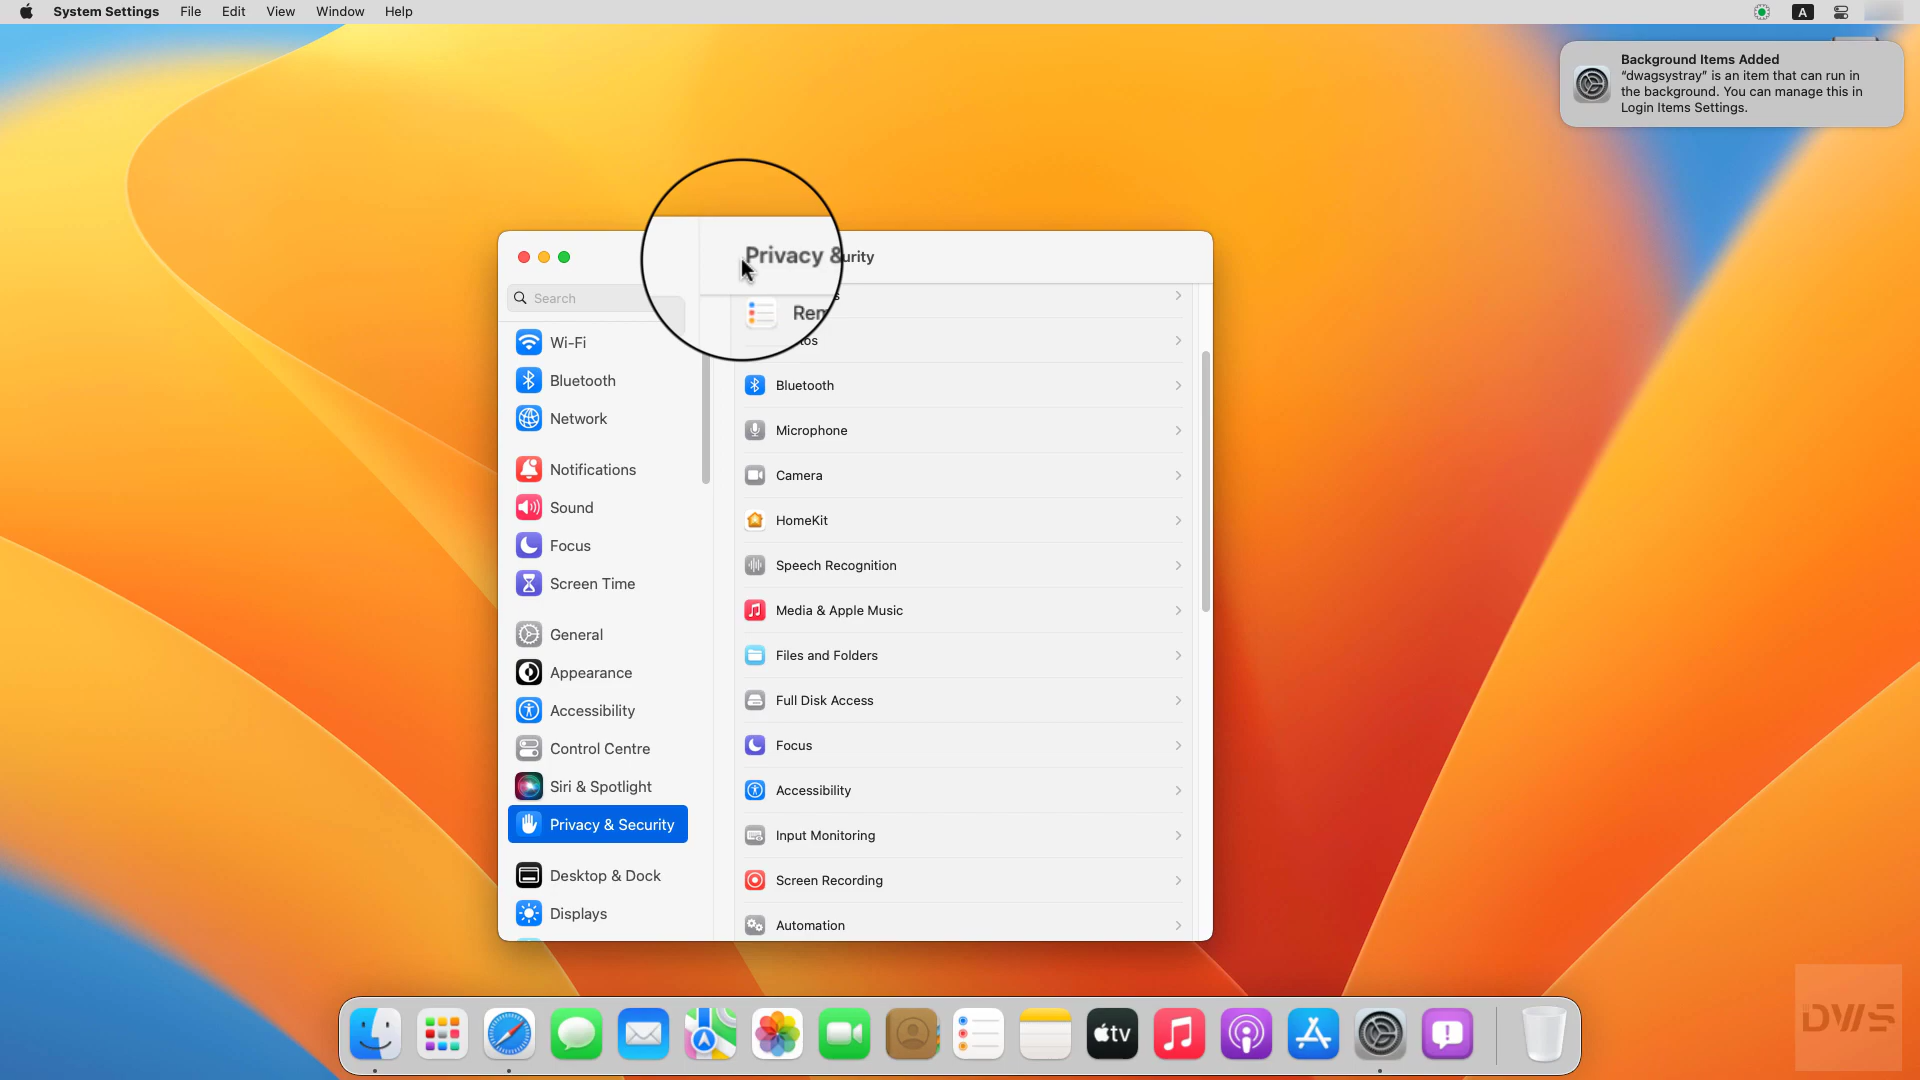 System Settings File Edit View Window Help
A
Background Items Added
“dwagsystray” is an item that can run in
the background. You can manage this in
Login Items Settings.
Privacy &
urity
Search
Wi-Fi
Bluetooth
Network
Notifications
Sound
Focus
Screen Time
General
Appearance
Accessibility
Control Centre
Siri & Spotlight
Privacy & Security
Desktop & Dock
Displays
Bluetooth
Microphone
Camera
HomeKit
Speech Recognition
Media & Apple Music
Files and Folders
Full Disk Access
Focus
Accessibility
Input Monitoring
Screen Recording
Automation
tv
DWS